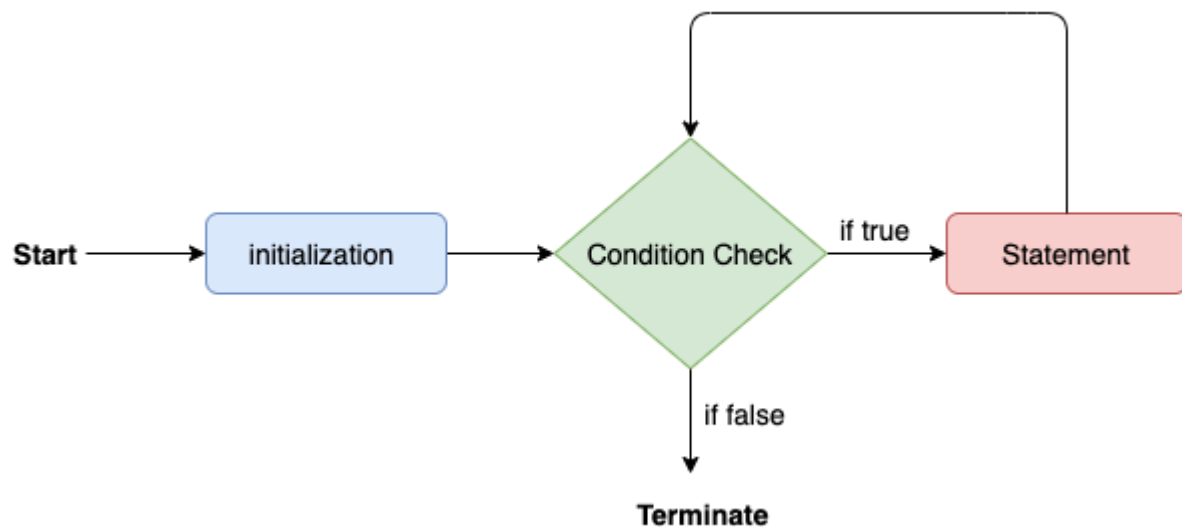 Start
initialization
Condition Check
if true
Statement
if false
Terminate